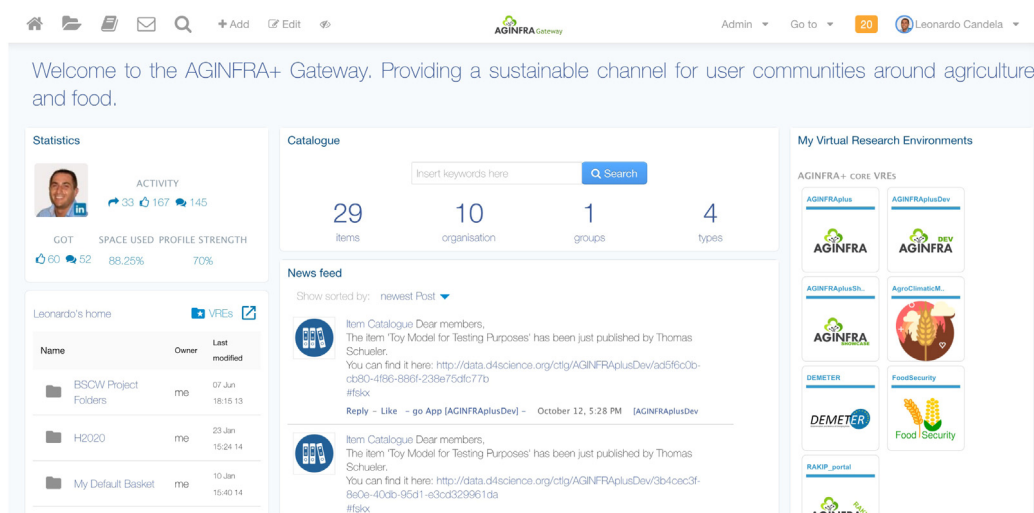 + Add Edit AGINFRA Gateway Admin Go to 20 Leonardo Candela
Welcome to the AGINFRA+ Gateway. Providing a sustainable channel for user communities around agriculture
and food.
Statistics
ACTIVITY
33 167 145
in
GOT SPACE USED PROFILE STRENGTH
60 52 88.25% 70%
Leonardo's home VREs
Name Owner Last
modified
BSCW Project
Folders me 07 Jun
18:15 13
H2020 me 23 Jan
15:24 14
My Default Basket me 10 Jan
15:40 14
Catalogue
Insert keywords here Search
29 10 1 4
items organisation groups types
News feed
Show sorted by: newest Post
Item Catalogue Dear members,
The item 'Toy Model for Testing Purposes' has been just published by Thomas
Schueler.
You can find it here: http://data.d4science.org/ctlg/AGINFRAplusDev/ad5f6c0b-
cb80-4f86-886f-238e75dfc77b
#fskx
Reply - Like - go App [AGINFRAplusDev] - October 12, 5:28 PM [AGINFRAplusDev
Item Catalogue Dear members,
The item 'Toy Model for Testing Purposes' has been just published by Thomas
Schueler.
You can find it here: http://data.d4science.org/ctlg/AGINFRAplusDev/3b4cec3f-
8e0e-40db-95d1-e3cd329961da
#fskx
My Virtual Research Environments
AGINFRA+ CORE VREs
AGINFRAplus AGINFRAplusDev
AGINFRA AGINFRA DEV
AGINFRAplusSh.. AgroClimaticM..
AGINFRA SHOWCASE
DEMETER FoodSecurity
DEMETER Food Security
RAKIP_portal
AGINFRA RAKIP